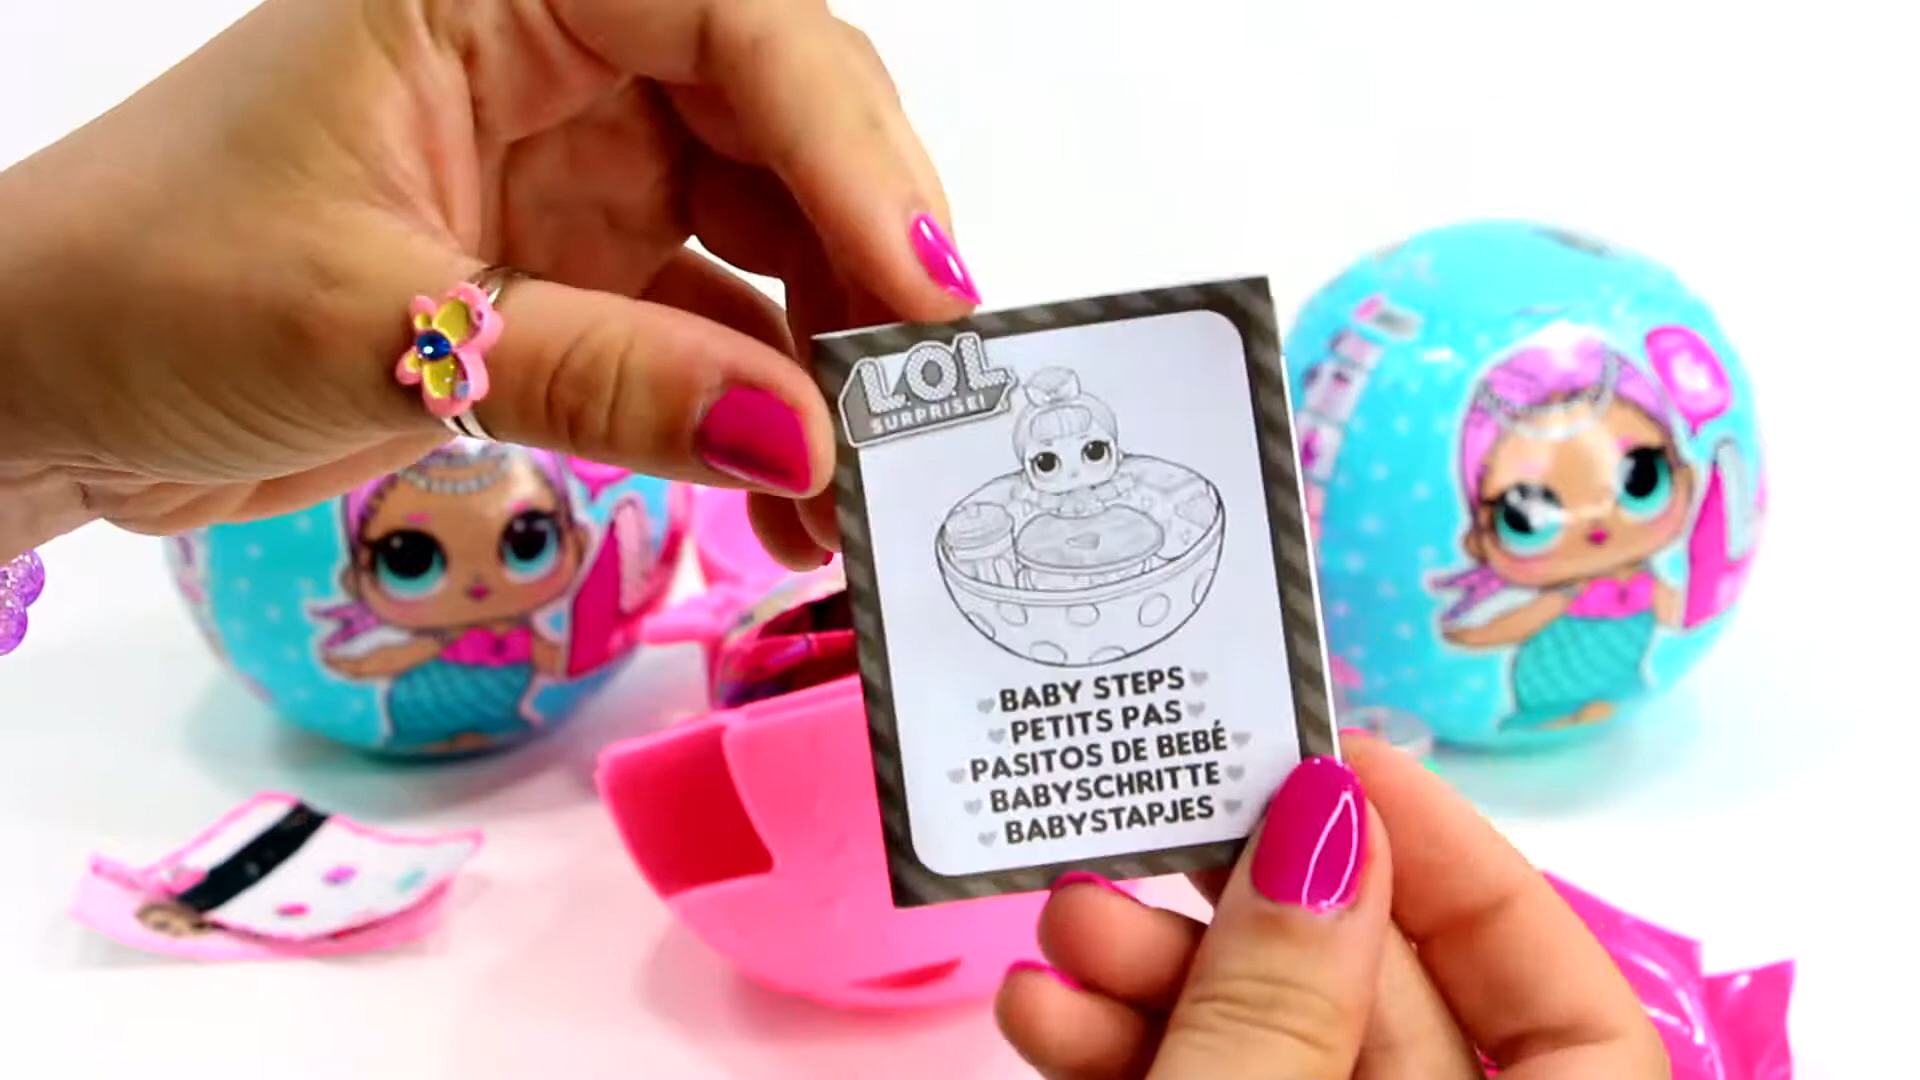 L.O.L
SURPRISE!
BABY STEPS
PETITS PAS
PASITOS DE BEBÉ
BABYSCHRITTE
BABYSTAPJES